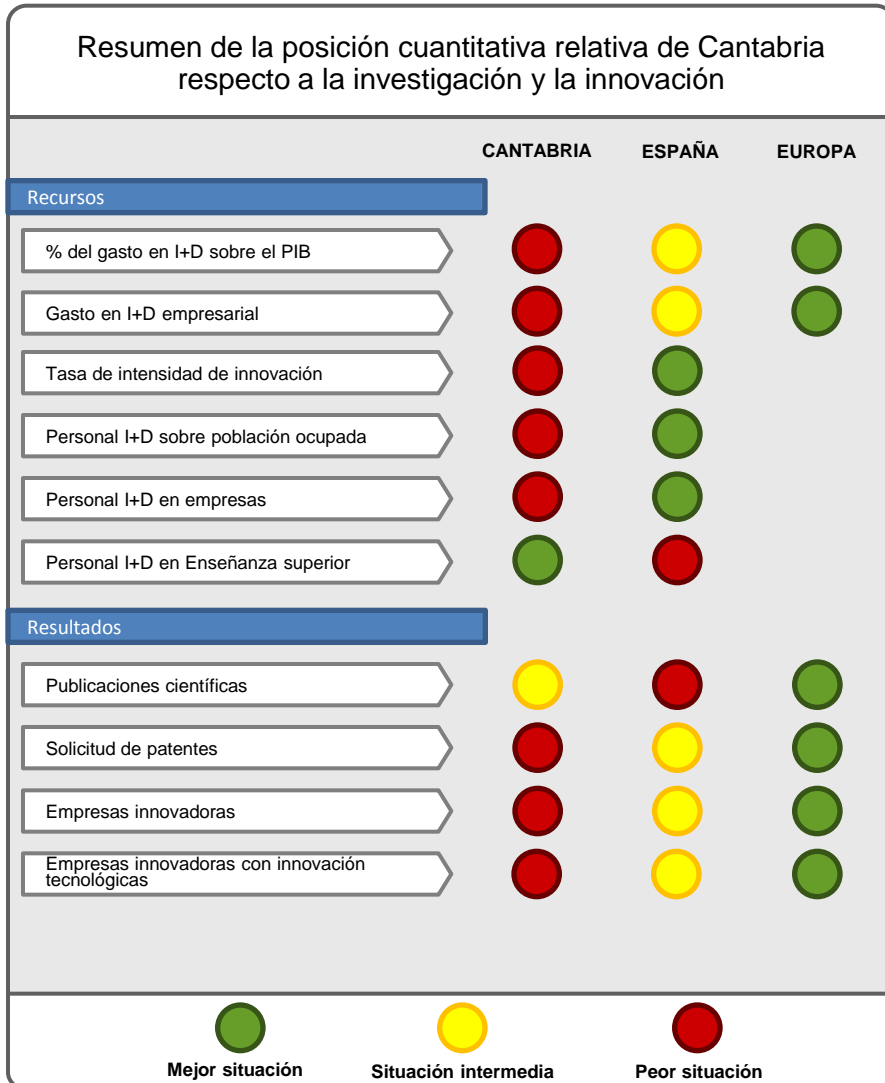 Resumen de la posición cuantitativa relativa de Cantabria
respecto a la investigación y la innovación
CANTABRIA ESPAÑA EUROPA
Recursos
% del gasto en I+D sobre el PIB
Gasto en I+D empresarial
Tasa de intensidad de innovación
Personal I+D sobre población ocupada
Personal I+D en empresas
Personal I+D en Enseñanza superior
Resultados
Publicaciones científicas
Solicitud de patentes
Empresas innovadoras
Empresas innovadoras con innovación
tecnológicas
Mejor situación Situación intermedia Peor situación